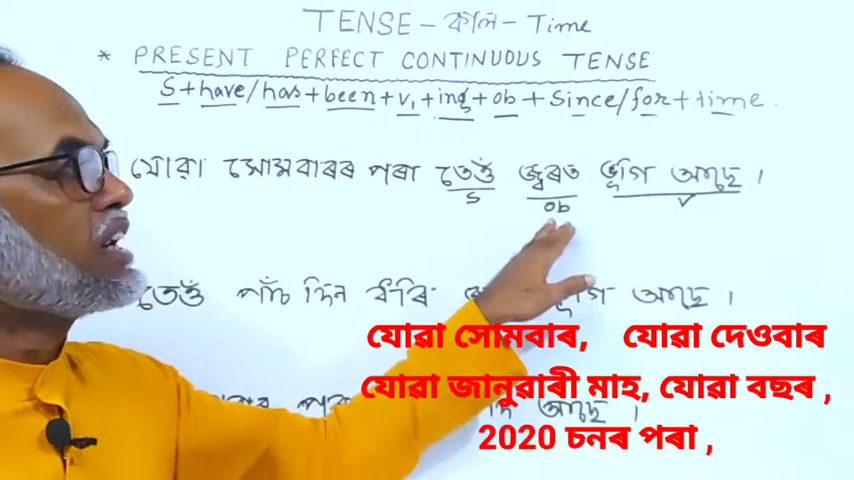 TENSE - কাল - Time
* PRESENT PERFECT CONTINUOUS TENSE
S+have/has+been+v₁+ing+ob+Since/for+time.
যোৱা সোমবাৰৰ পৰা তেওঁ জ্বৰত ভূগি আছে।
S ob V
তেওঁ পাঁচ দিন ধৰি ভূগি আছে।
যোৱা সোমবাৰ, যোৱা দেওবাৰ
যোৱা জানুৱাৰী মাহ, যোৱা বছৰ ,
আছে।
2020 চনৰ পৰা ,